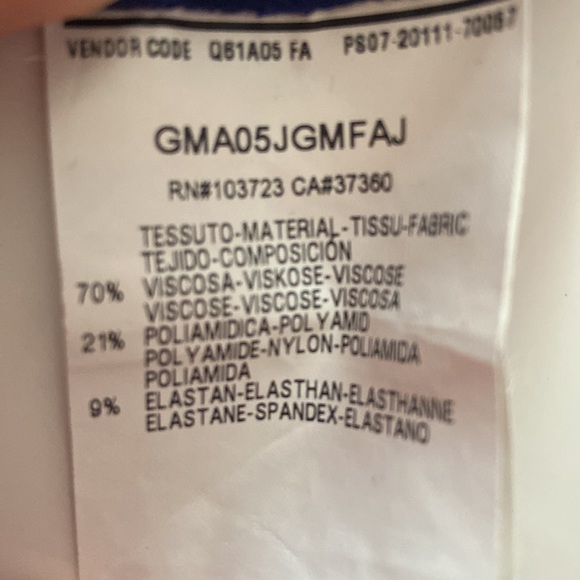 VENDOR CODE Q61A05 FA PS07-20111-7006.7
GMA05JGMFAJ
RN#103723 CA#37360
TESSUTO-MATERIAL-TISSU-FABRIC
TEJIDO-COMPOSICIÓN
70% VISCOSA-VISKOSE-VISCOSE
VISCOSE-VISCOSE-VISCOSA
21% POLIAMIDICA-POLYAMID
POLYAMIDE-NYLON-POLIAMIDA
POLIAMIDA
9% ELASTAN-ELASTHAN-ELASTHANNE
ELASTANE-SPANDEX-ELASTANO